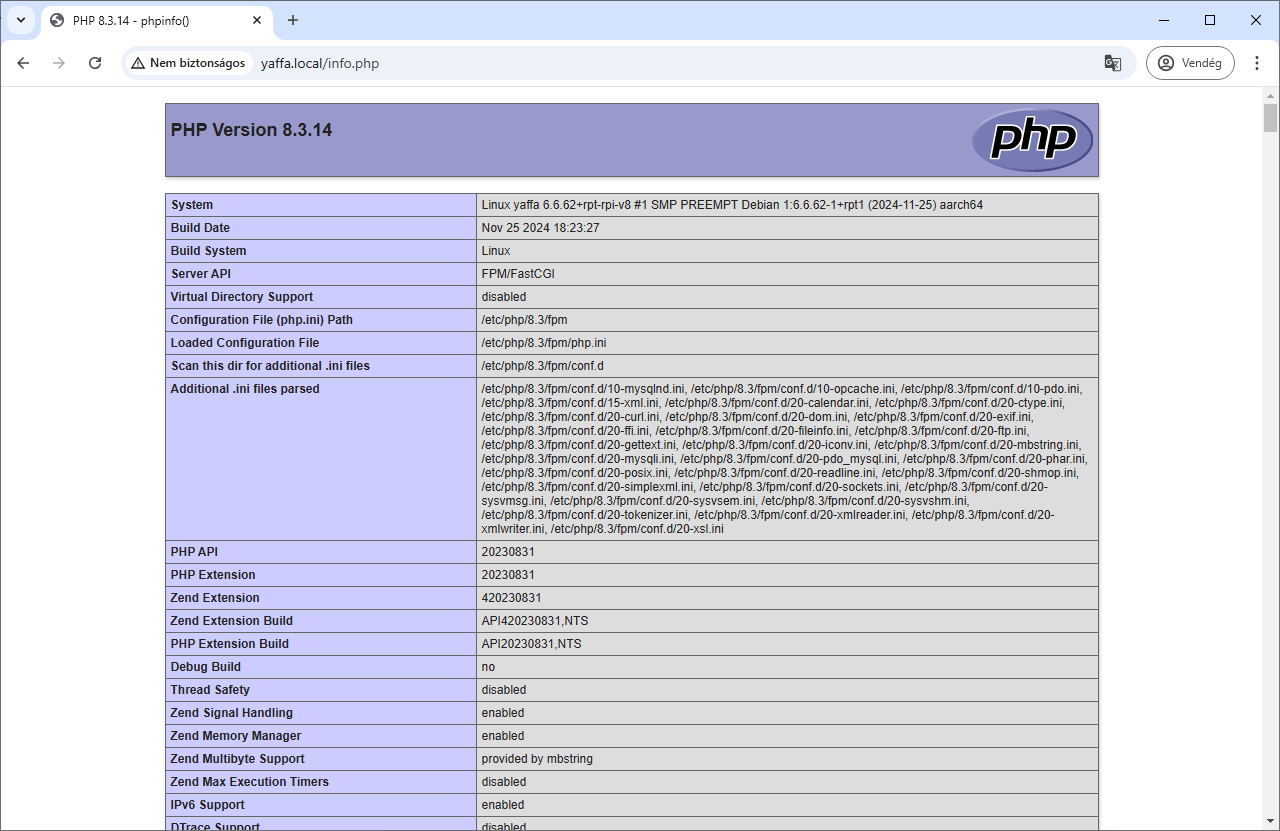 PHP 8.3.14 - phpinfo()
Nem biztonságos yaffa.local/info.php Vendég
PHP Version 8.3.14
php
System Linux yaffa 6.6.62+rpt-rpi-v8 #1 SMP PREEMPT Debian 1:6.6.62-1+rpt1 (2024-11-25) aarch64
Build Date Nov 25 2024 18:23:27
Build System Linux
Server API FPM/FastCGI
Virtual Directory Support disabled
Configuration File (php.ini) Path /etc/php/8.3/fpm
Loaded Configuration File /etc/php/8.3/fpm/php.ini
Scan this dir for additional .ini files /etc/php/8.3/fpm/conf.d
Additional .ini files parsed /etc/php/8.3/fpm/conf.d/10-mysqlnd.ini, /etc/php/8.3/fpm/conf.d/10-opcache.ini, /etc/php/8.3/fpm/conf.d/10-pdo.ini,
/etc/php/8.3/fpm/conf.d/15-xml.ini, /etc/php/8.3/fpm/conf.d/20-calendar.ini, /etc/php/8.3/fpm/conf.d/20-ctype.ini,
/etc/php/8.3/fpm/conf.d/20-curl.ini, /etc/php/8.3/fpm/conf.d/20-dom.ini, /etc/php/8.3/fpm/conf.d/20-exif.ini,
/etc/php/8.3/fpm/conf.d/20-ffi.ini, /etc/php/8.3/fpm/conf.d/20-fileinfo.ini, /etc/php/8.3/fpm/conf.d/20-ftp.ini,
/etc/php/8.3/fpm/conf.d/20-gettext.ini, /etc/php/8.3/fpm/conf.d/20-iconv.ini, /etc/php/8.3/fpm/conf.d/20-mbstring.ini,
/etc/php/8.3/fpm/conf.d/20-mysqli.ini, /etc/php/8.3/fpm/conf.d/20-pdo_mysql.ini, /etc/php/8.3/fpm/conf.d/20-phar.ini,
/etc/php/8.3/fpm/conf.d/20-posix.ini, /etc/php/8.3/fpm/conf.d/20-readline.ini, /etc/php/8.3/fpm/conf.d/20-shmop.ini,
/etc/php/8.3/fpm/conf.d/20-simplexml.ini, /etc/php/8.3/fpm/conf.d/20-sockets.ini, /etc/php/8.3/fpm/conf.d/20-
sysvmsg.ini, /etc/php/8.3/fpm/conf.d/20-sysvsem.ini, /etc/php/8.3/fpm/conf.d/20-sysvshm.ini,
/etc/php/8.3/fpm/conf.d/20-tokenizer.ini, /etc/php/8.3/fpm/conf.d/20-xmlreader.ini, /etc/php/8.3/fpm/conf.d/20-
xmlwriter.ini, /etc/php/8.3/fpm/conf.d/20-xsl.ini
PHP API 20230831
PHP Extension 20230831
Zend Extension 420230831
Zend Extension Build API420230831,NTS
PHP Extension Build API20230831,NTS
Debug Build no
Thread Safety disabled
Zend Signal Handling enabled
Zend Memory Manager enabled
Zend Multibyte Support provided by mbstring
Zend Max Execution Timers disabled
IPv6 Support enabled
DTrace Support disabled